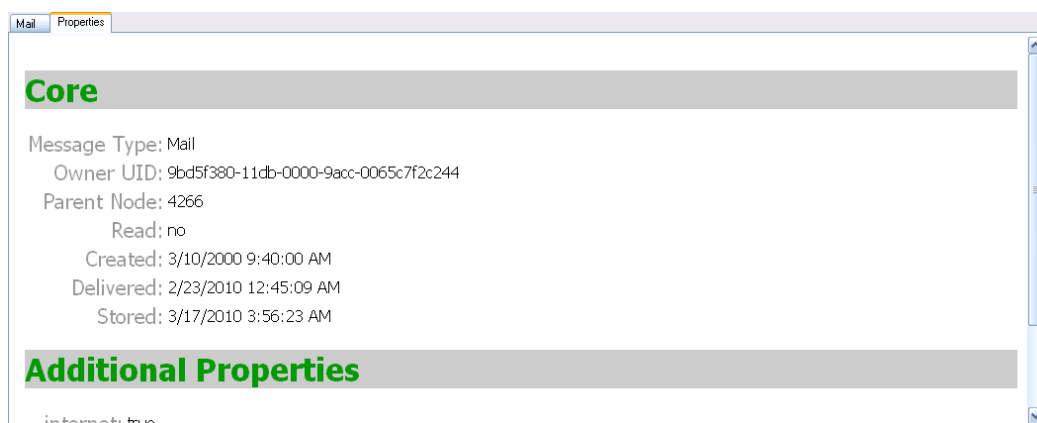 Mail Properties
Core
Message Type: Mail
Owner UID: 9bd5f380-11db-0000-9acc-0065c7f2c244
Parent Node: 4266
Read: no
Created: 3/10/2000 9:40:00 AM
Delivered: 2/23/2010 12:45:09 AM
Stored: 3/17/2010 3:56:23 AM
Additional Properties
internet: true